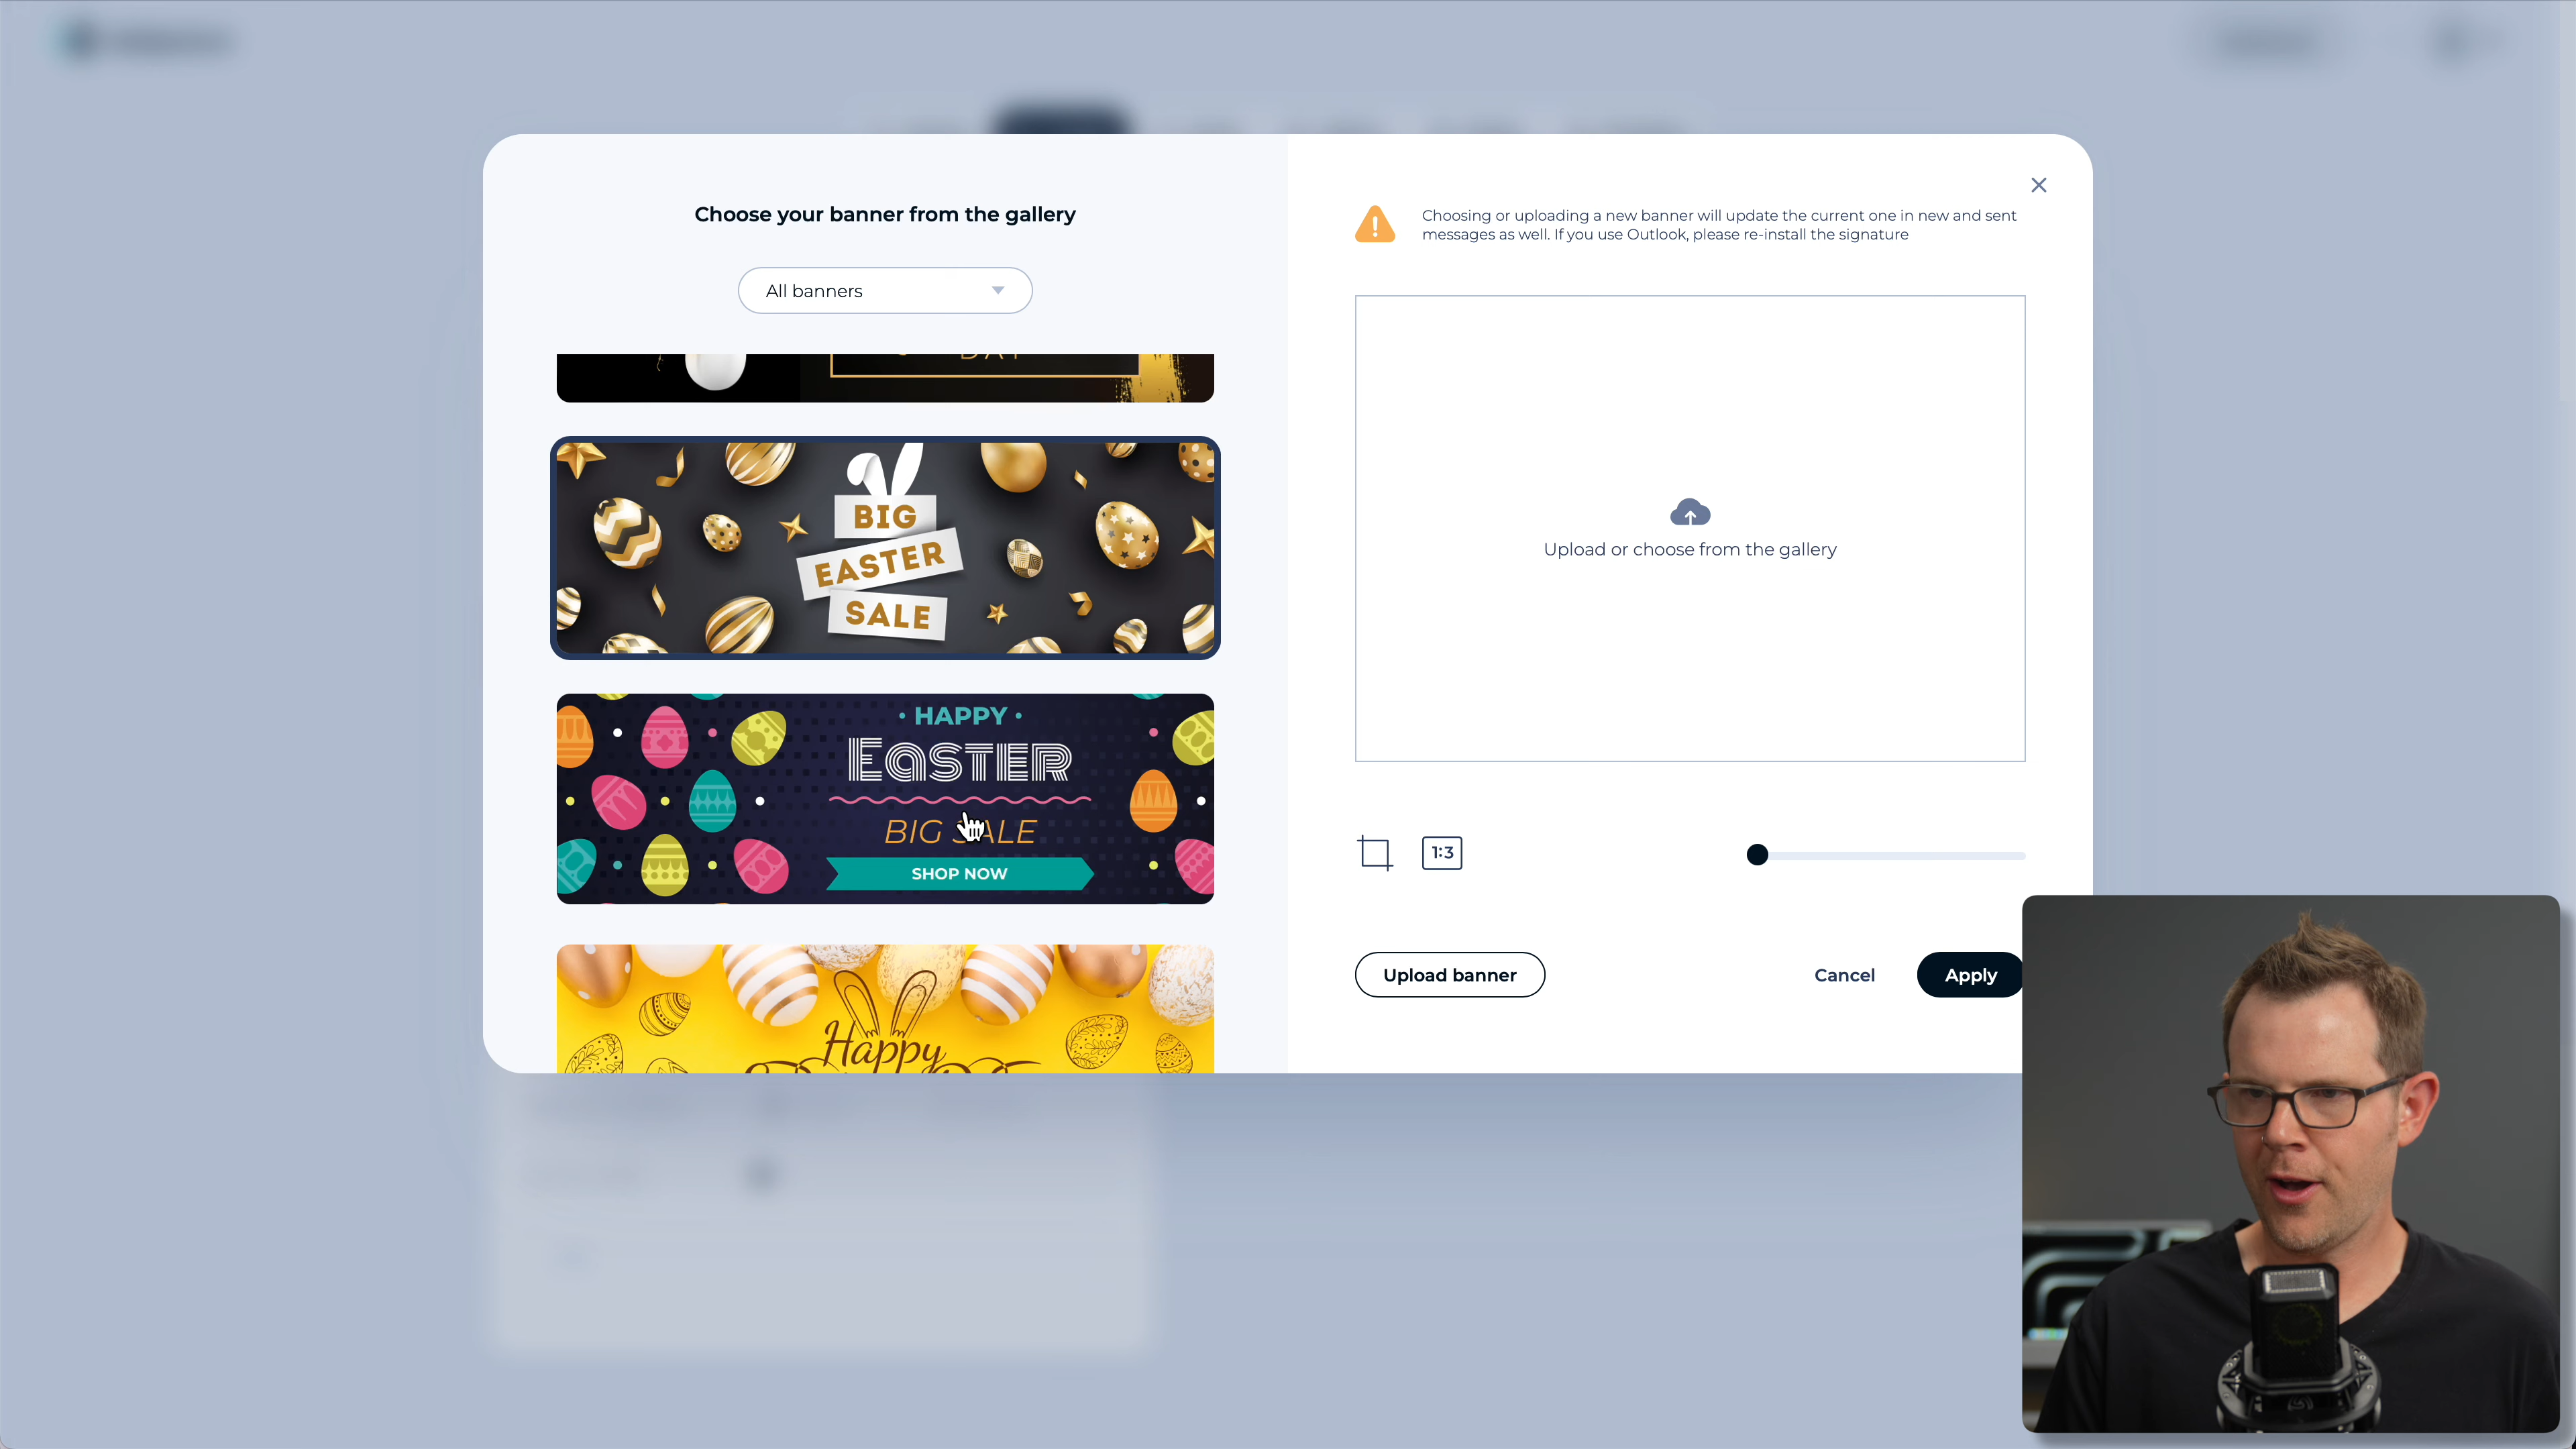 Choose your banner from the gallery
All banners
DAY
BIG
EASTER
SALE
• HAPPY •
EASTER
BIG SALE
SHOP NOW
Happy
Choosing or uploading a new banner will update the current one in new and sent
messages as well. If you use Outlook, please re-install the signature
Upload or choose from the gallery
1:3
Upload banner
Cancel
Apply